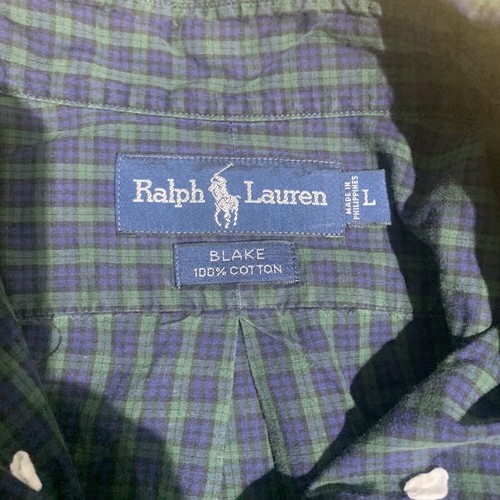 Ralph Lauren
MADE IN
PHILIPPINES
L
BLAKE
100% COTTON